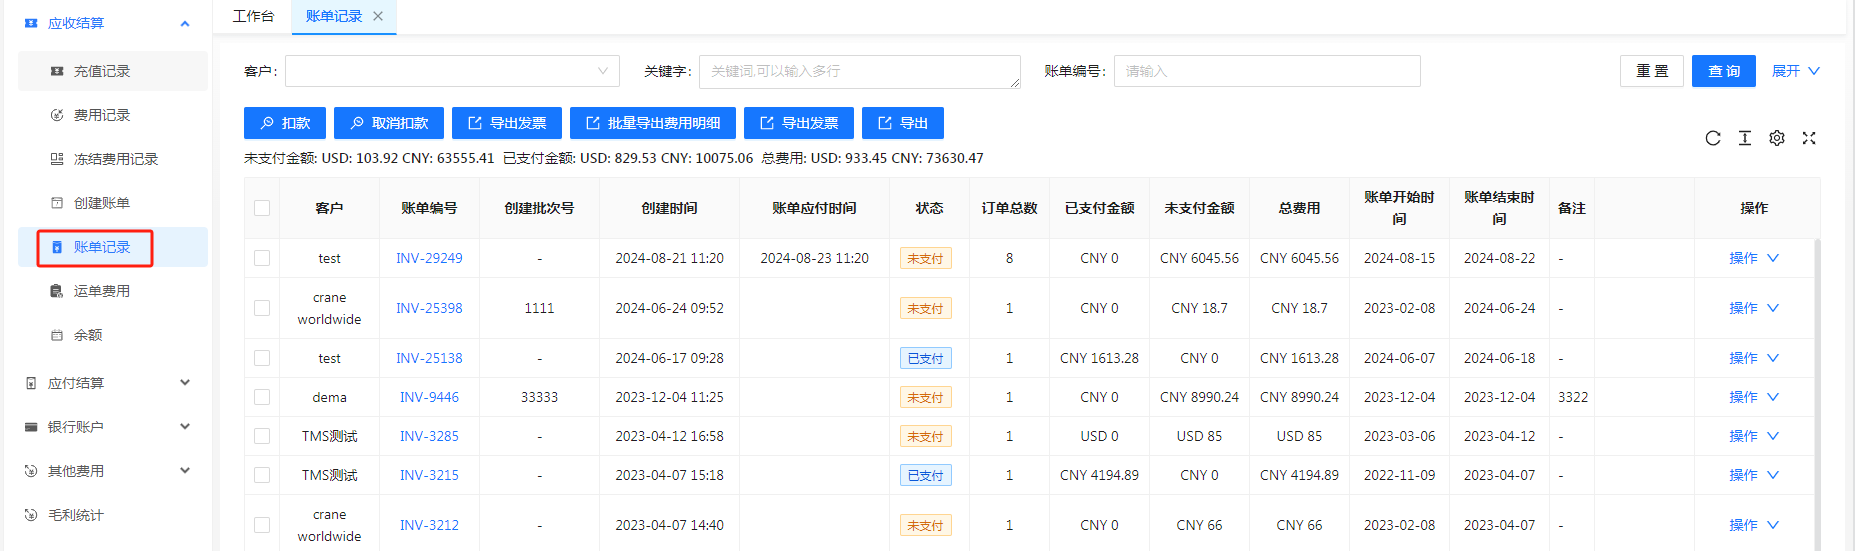 应收结算
充值记录
费用记录
冻结费用记录
创建账单
账单记录
运单费用
余额
应付结算
银行账户
其他费用
毛利统计
工作台 账单记录
客户: 关键字: 关键词,可以输入多行 账单编号: 请输入 重 置 查 询 展开
扣款 取消扣款 导出发票 批量导出费用明细 导出发票 导出
未支付金额: USD: 103.92 CNY: 63555.41 已支付金额: USD: 829.53 CNY: 10075.06 总费用: USD: 933.45 CNY: 73630.47
客户 账单编号 创建批次号 创建时间 账单应付时间 状态 订单总数 已支付金额 未支付金额 总费用 账单开始时间 账单结束时间 备注 操作
test INV-29249 - 2024-08-21 11:20 2024-08-23 11:20 未支付 8 CNY 0 CNY 6045.56 CNY 6045.56 2024-08-15 2024-08-22 - 操作
crane worldwide INV-25398 1111 2024-06-24 09:52 未支付 1 CNY 0 CNY 18.7 CNY 18.7 2023-02-08 2024-06-24 - 操作
test INV-25138 - 2024-06-17 09:28 已支付 1 CNY 1613.28 CNY 0 CNY 1613.28 2024-06-07 2024-06-18 - 操作
dema INV-9446 33333 2023-12-04 11:25 未支付 1 CNY 0 CNY 8990.24 CNY 8990.24 2023-12-04 2023-12-04 3322 操作
TMS测试 INV-3285 - 2023-04-12 16:58 未支付 1 USD 0 USD 85 USD 85 2023-03-06 2023-04-12 - 操作
TMS测试 INV-3215 - 2023-04-07 15:18 已支付 1 CNY 4194.89 CNY 0 CNY 4194.89 2022-11-09 2023-04-07 - 操作
crane worldwide INV-3212 - 2023-04-07 14:40 未支付 1 CNY 0 CNY 66 CNY 66 2023-02-08 2023-04-07 - 操作